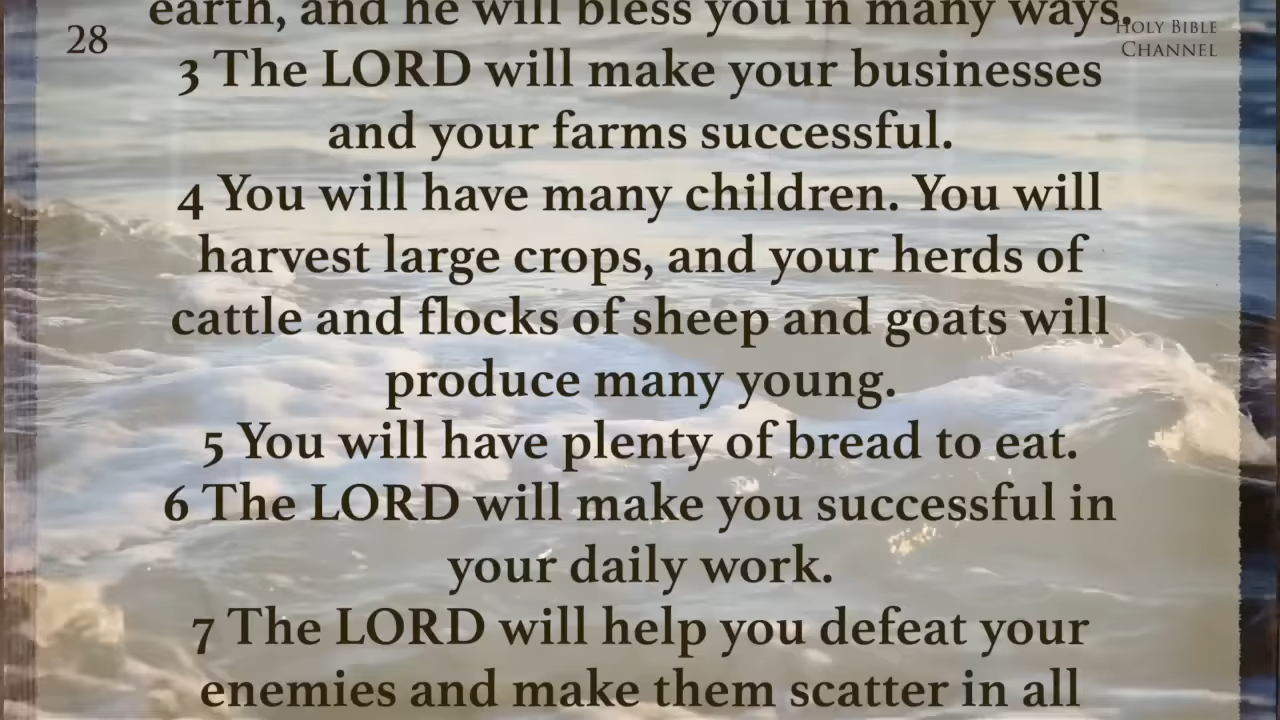 earth, and he will bless you in many ways.
28
HOLY BIBLE
CHANNEL
3 The LORD will make your businesses
and your farms successful.
4 You will have many children. You will
harvest large crops, and your herds of
cattle and flocks of sheep and goats will
produce many young.
5 You will have plenty of bread to eat.
6 The LORD will make you successful in
your daily work.
7 The LORD will help you defeat your
enemies and make them scatter in all